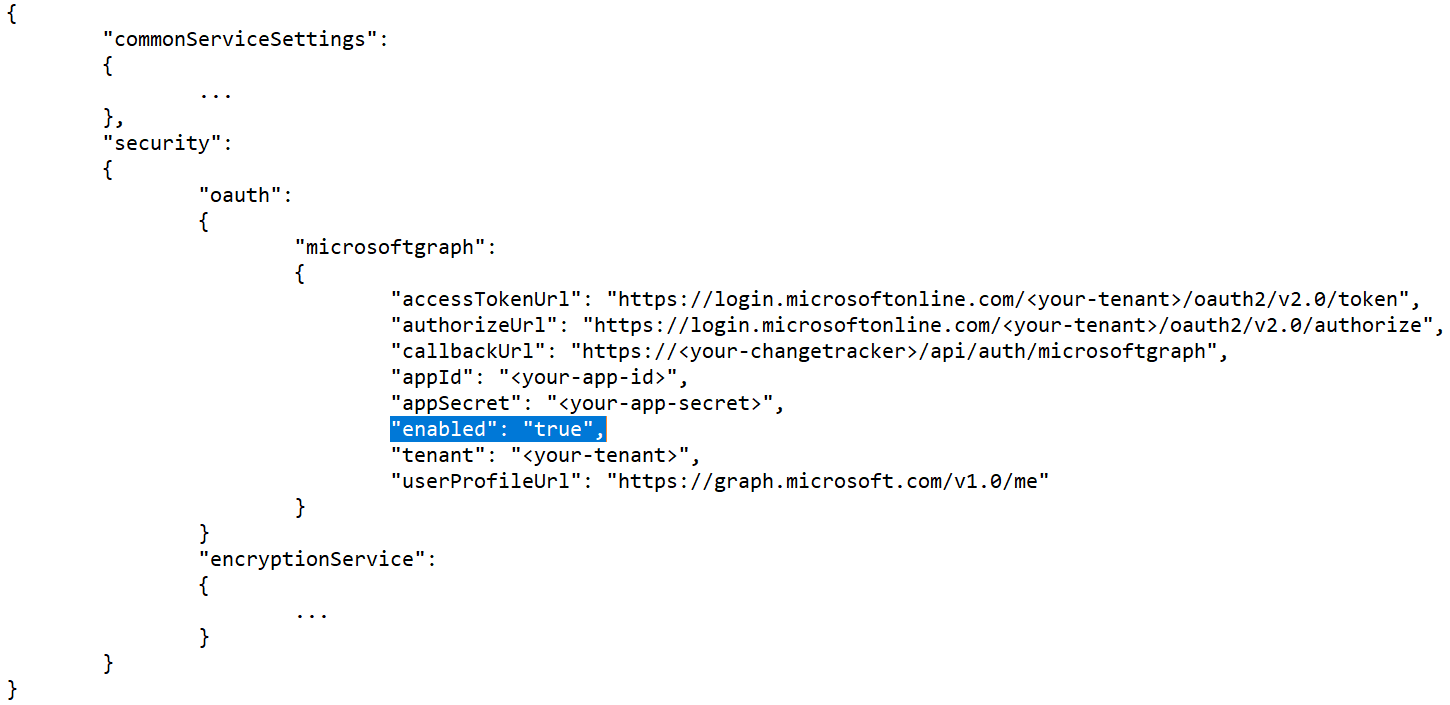 {
"commonServiceSettings":
{
...
},
"security":
{
"oauth":
{
"microsoftgraph":
{
"accessTokenUrl": "https://login.microsoftonline.com/<your-tenant>/oauth2/v2.0/token",
"authorizeUrl": "https://login.microsoftonline.com/<your-tenant>/oauth2/v2.0/authorize",
"callbackUrl": "https://<your-changetracker>/api/auth/microsoftgraph",
"appId": "<your-app-id>",
"appSecret": "<your-app-secret>",
"enabled": "true",
"tenant": "<your-tenant>",
"userProfileUrl": "https://graph.microsoft.com/v1.0/me"
}
}
"encryptionService":
{
...
}
}
}